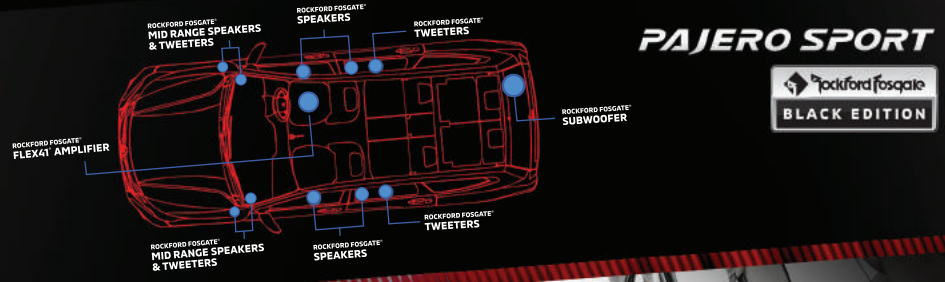 ROCKFORD FOSGATE®
MID RANGE SPEAKERS
& TWEETERS
ROCKFORD FOSGATE®
SPEAKERS
ROCKFORD FOSGATE®
TWEETERS
PAJERO SPORT
Rockford Fosgate
BLACK EDITION
ROCKFORD FOSGATE®
SUBWOOFER
ROCKFORD FOSGATE®
FLEX41® AMPLIFIER
ROCKFORD FOSGATE®
MID RANGE SPEAKERS
& TWEETERS
ROCKFORD FOSGATE®
SPEAKERS
ROCKFORD FOSGATE®
TWEETERS